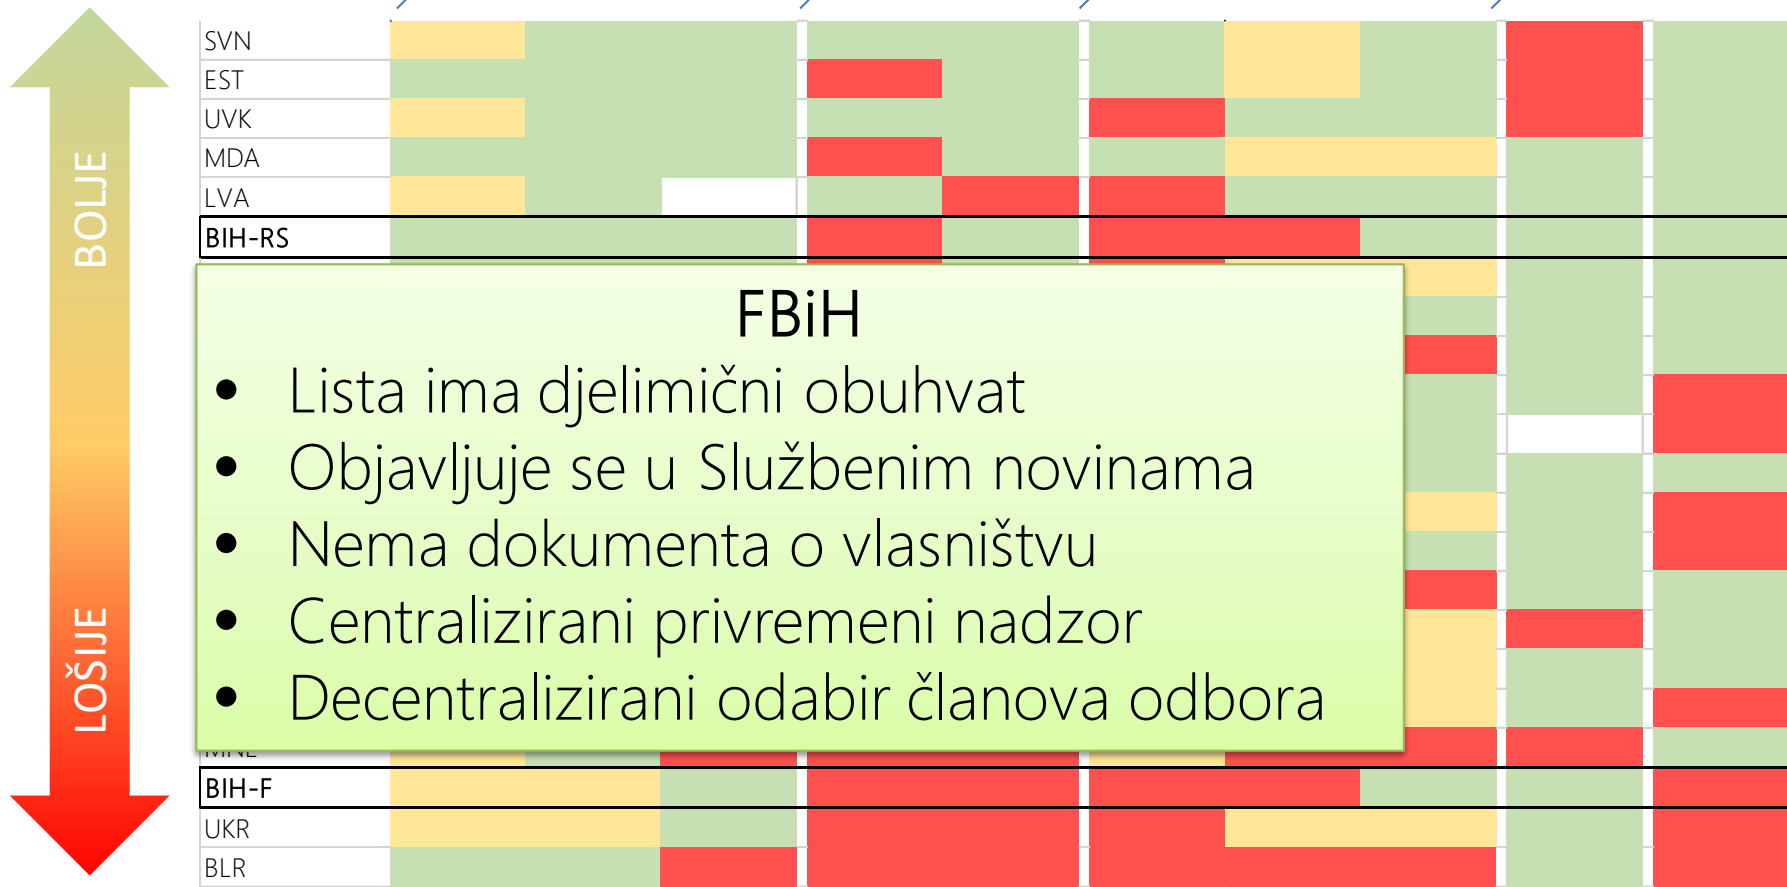 BOLJE
LOŠIJE
SVN
EST
UVK
MDA
LVA
BIH-RS
FBiH
• Lista ima djelimični obuhvat
• Objavljuje se u Službenim novinama
• Nema dokumenta o vlasništvu
• Centralizirani privremeni nadzor
• Decentralizirani odabir članova odbora
MNE
BIH-F
UKR
BLR